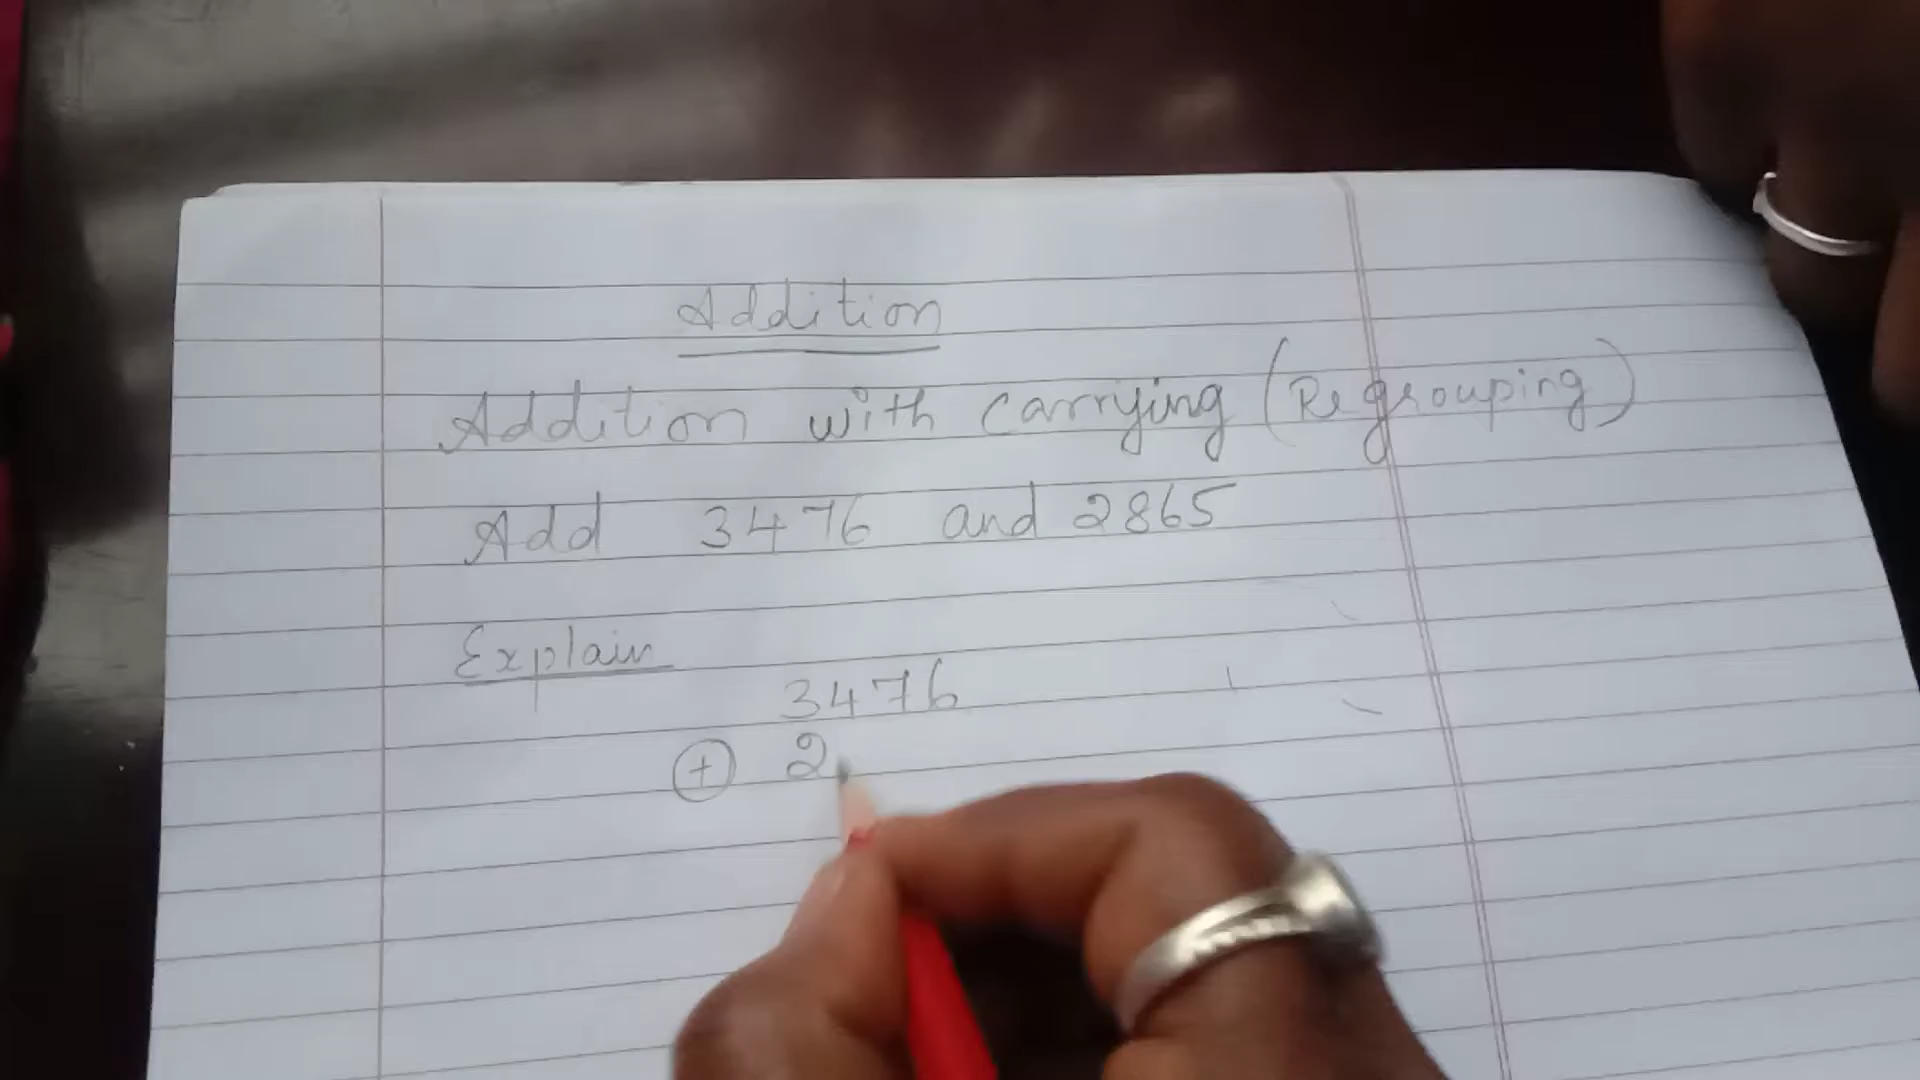 Addition
Addition with carrying (Regrouping)
Add 3476 and 2865
Explain
3476
+ 2